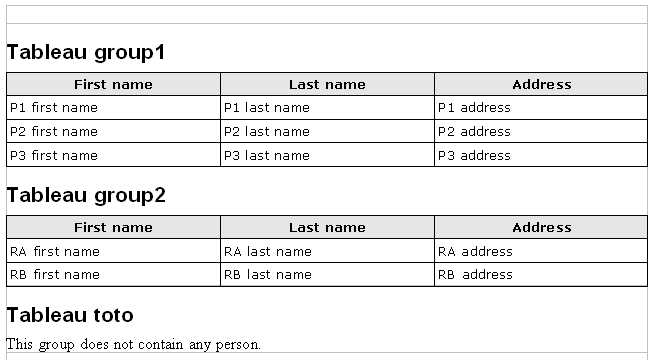 Tableau group1
First name Last name Address
P1 first name P1 last name P1 address
P2 first name P2 last name P2 address
P3 first name P3 last name P3 address
Tableau group2
First name Last name Address
RA first name RA last name RA address
RB first name RB last name RB address
Tableau toto
This group does not contain any person.